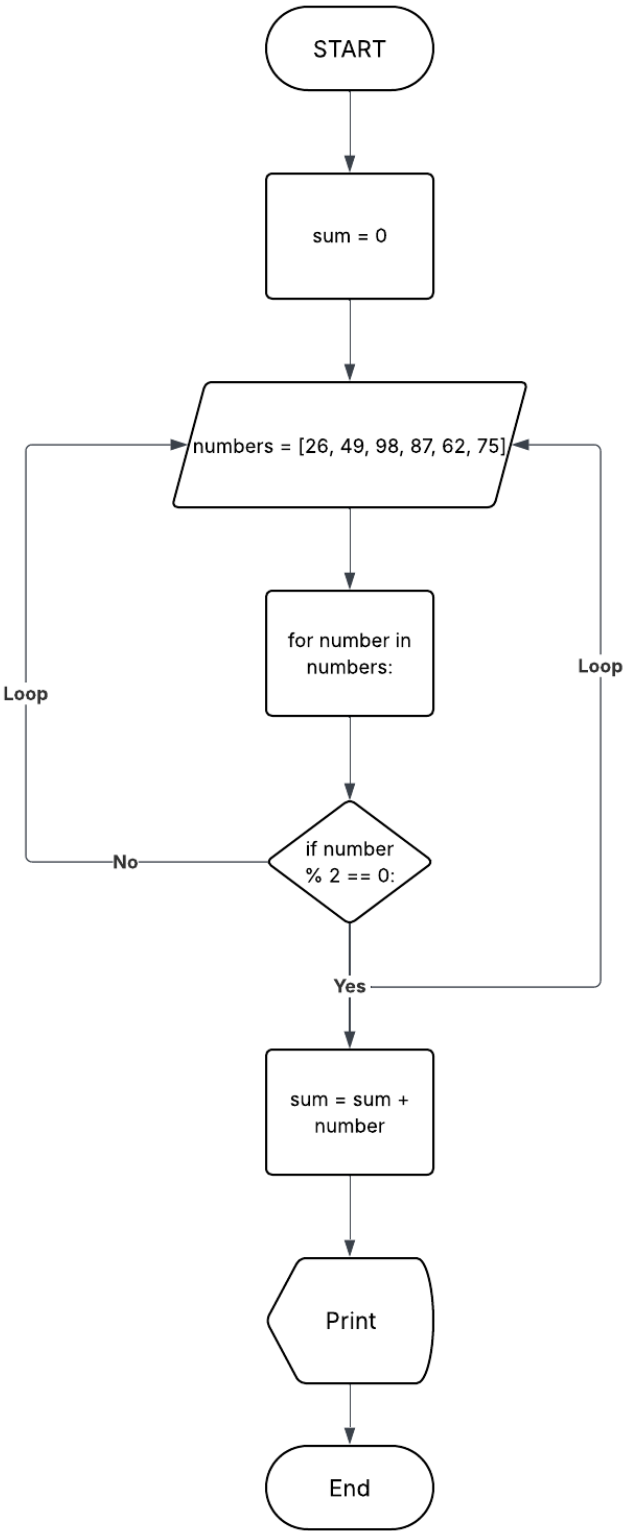 START
sum = 0
numbers = [26, 49, 98, 87, 62, 75]
for number in
numbers:
Loop
Loop
if number
% 2 == 0:
No
Yes
sum = sum +
number
Print
End